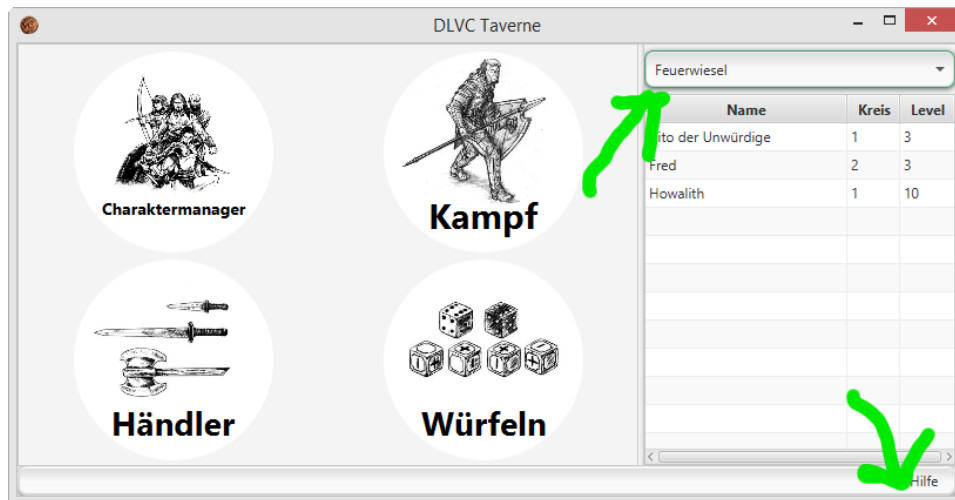 DLVC Taverne
Feuerwiesel
Name Kreis Level
der Unwürdige 1 3
Fred 2 3
Howalith 1 10
Charaktermanager
Kampf
Händler
Würfeln
Hilfe